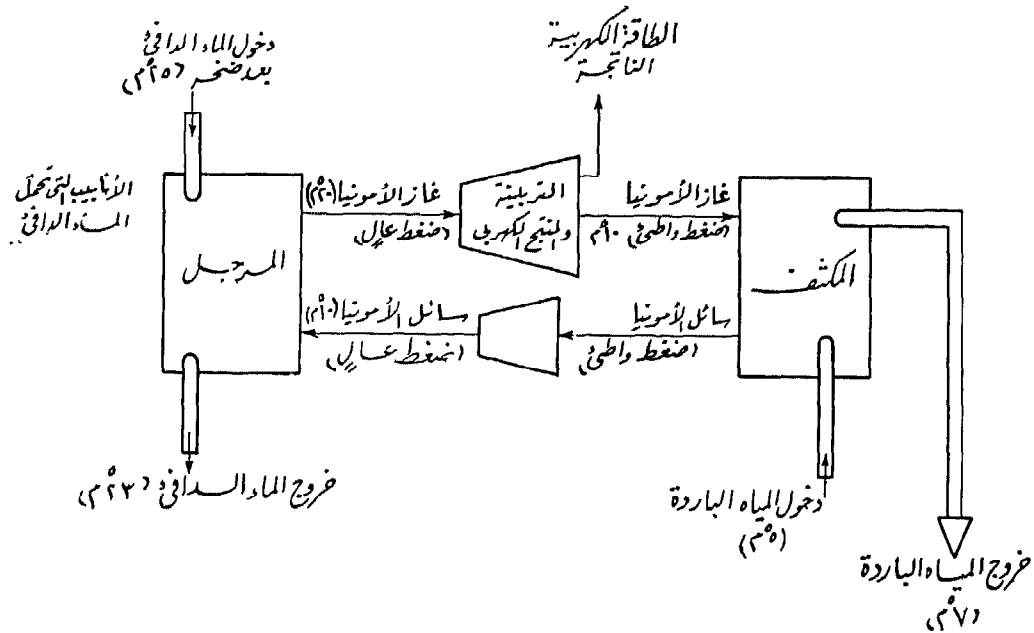 الطاقة الكهربية
الناتجة
دخول الماء الدافئ
بعد ضخه (٢٥°م)
الأنابيب التي تحمل
الماء الدافئ
المرجل
غاز الأمونيا (٢٠°م)
(ضغط عالٍ)
التربينة
والمنتج الكهربي
غاز الأمونيا
(ضغط واطئ) ١٠°م
المكثف
سائل الأمونيا
(ضغط واطئ)
سائل الأمونيا (١٠°م)
(ضغط عالٍ)
خروج الماء الدافئ (٢٣°م)
دخول المياه الباردة
(٥°م)
خروج المياه الباردة
(٧°م)